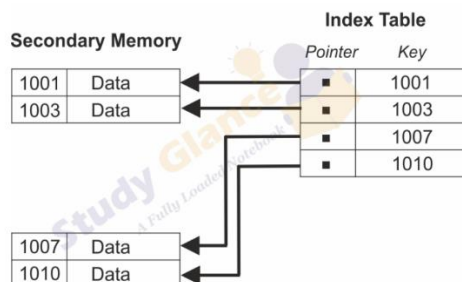 Index Table
Secondary Memory
Pointer Key
1001 Data
1003 Data
1001
1003
1007
1010
Study Glance
A Fully Loaded Notebook
1007 Data
1010 Data